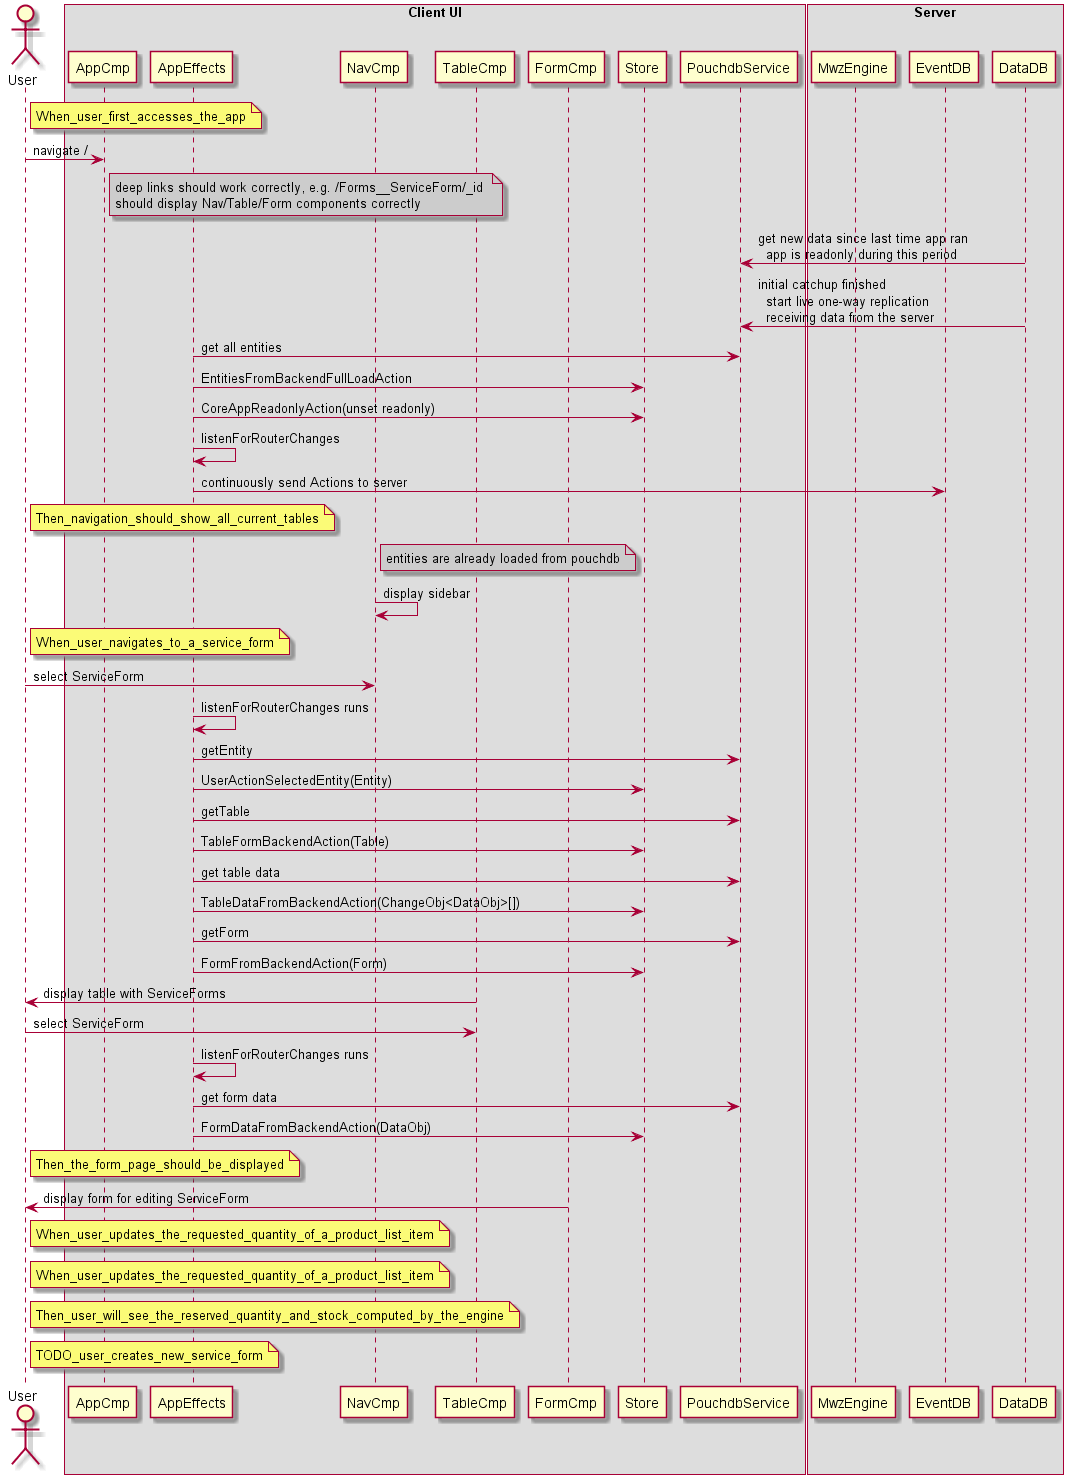 Client UI
Server
User
AppCmp
AppEffects
NavCmp
TableCmp
FormCmp
Store
PouchdbService
MwzEngine
EventDB
DataDB
When_user_first_accesses_the_app
navigate /
deep links should work correctly, e.g. /Forms__ServiceForm/_id
should display Nav/Table/Form components correctly
get new data since last time app ran
app is readonly during this period
initial catchup finished
start live one-way replication
receiving data from the server
get all entities
EntitiesFromBackendFullLoadAction
CoreAppReadonlyAction(unset readonly)
listenForRouterChanges
continuously send Actions to server
Then_navigation_should_show_all_current_tables
entities are already loaded from pouchdb
display sidebar
When_user_navigates_to_a_service_form
select ServiceForm
listenForRouterChanges runs
getEntity
UserActionSelectedEntity(Entity)
getTable
TableFormBackendAction(Table)
get table data
TableDataFromBackendAction(ChangeObj<DataObj>[])
getForm
FormFromBackendAction(Form)
display table with ServiceForms
select ServiceForm
listenForRouterChanges runs
get form data
FormDataFromBackendAction(DataObj)
Then_the_form_page_should_be_displayed
display form for editing ServiceForm
When_user_updates_the_requested_quantity_of_a_product_list_item
When_user_updates_the_requested_quantity_of_a_product_list_item
Then_user_will_see_the_reserved_quantity_and_stock_computed_by_the_engine
TODO_user_creates_new_service_form
User
AppCmp
AppEffects
NavCmp
TableCmp
FormCmp
Store
PouchdbService
MwzEngine
EventDB
DataDB